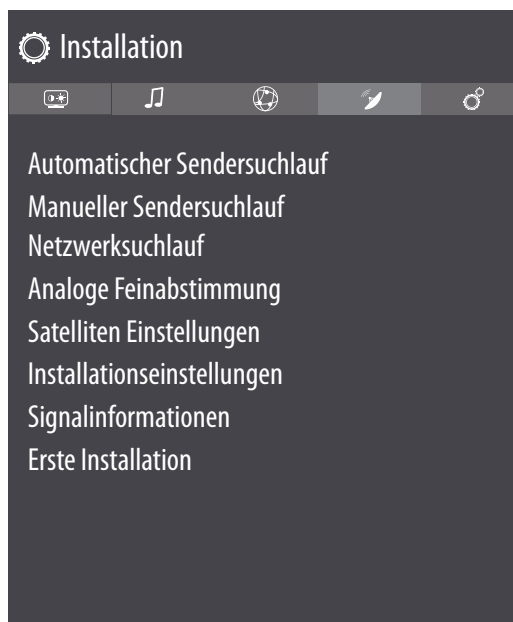 Installation
Automatischer Sendersuchlauf
Manueller Sendersuchlauf
Netzwerksuchlauf
Analoge Feinabstimmung
Satelliten Einstellungen
Installationseinstellungen
Signalinformationen
Erste Installation